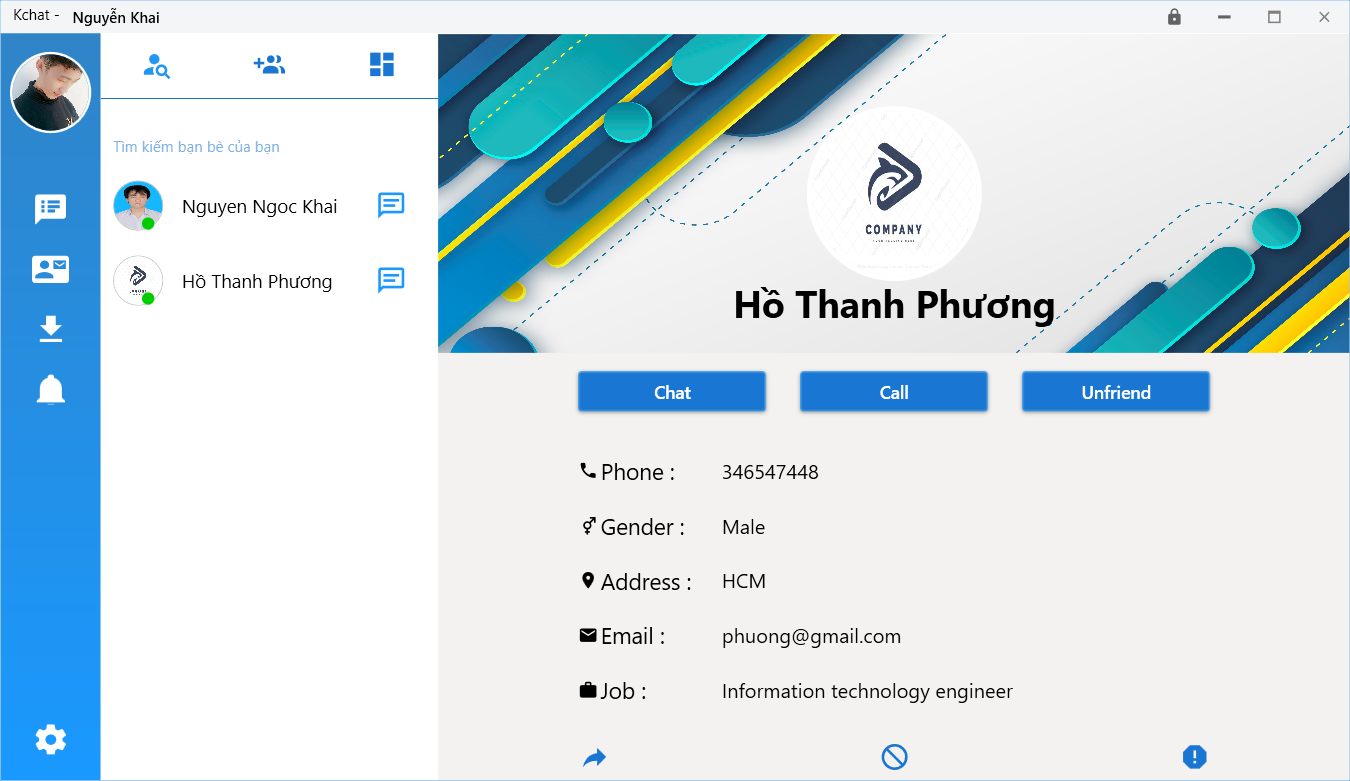 Kchat - Nguyễn Khai
Tìm kiếm bạn bè của bạn
Nguyen Ngoc Khai
Hồ Thanh Phương
COMPANY
Hồ Thanh Phương
Chat Call Unfriend
Phone : 346547448
Gender : Male
Address : HCM
Email : phuong@gmail.com
Job : Information technology engineer